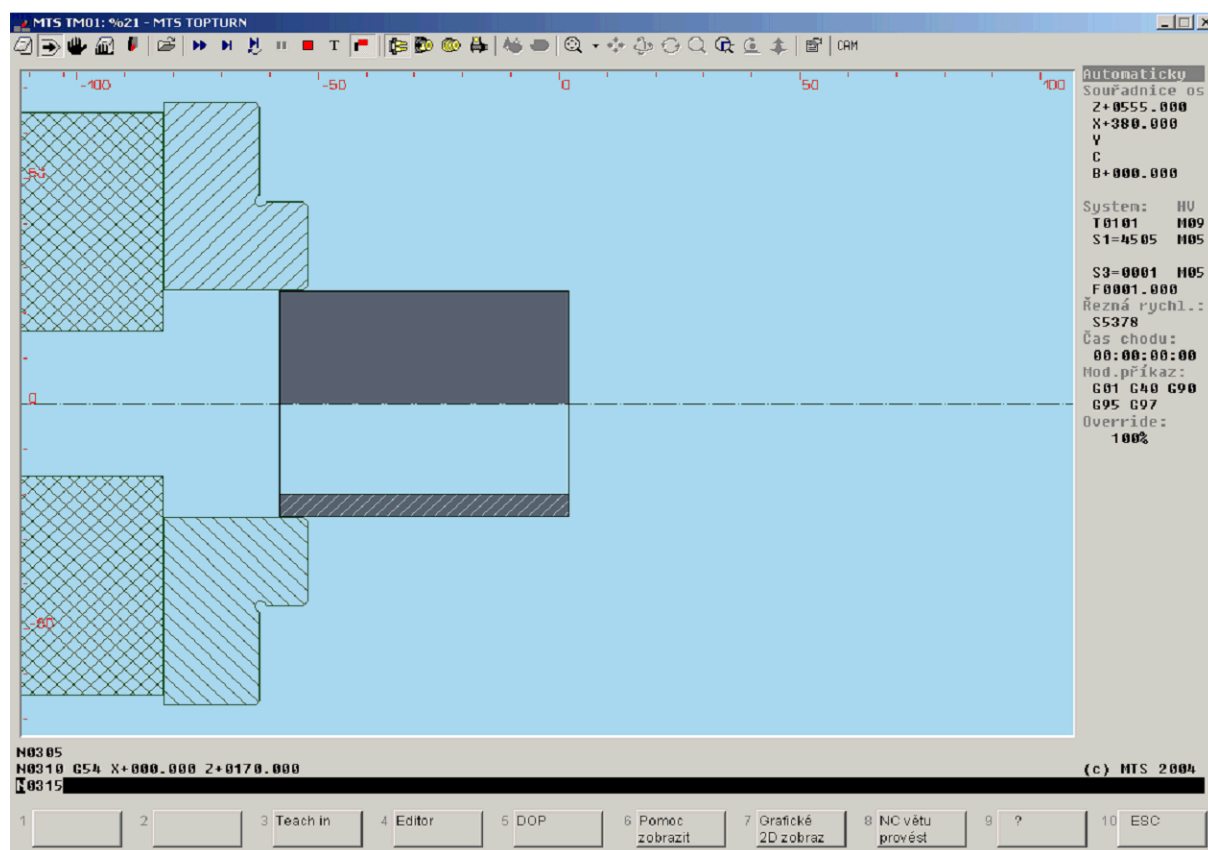 MTS TM01: %21 - MTS TOPTURN
T
CAM
-100 -50 0 50 100
0
Automaticky
Souřadnice os
Z+0555.000
X+380.000
Y
C
B+000.000
System: HV
T0101 M09
S1=4505 M05
S3=0001 M05
F0001.000
Řezná rychl.:
S5378
Čas chodu:
00:00:00:00
Mod.příkaz:
G01 G40 G90
G95 G97
Override:
100%
N0305
N0310 G54 X+000.000 Z+0170.000
(c) MTS 2004
N0315
1 2 3 Teach in 4 Editor 5 DOP 6 Pomoc zobrazit 7 Grafické 2D zobraz 8 NC větu provést 9 ? 10 ESC